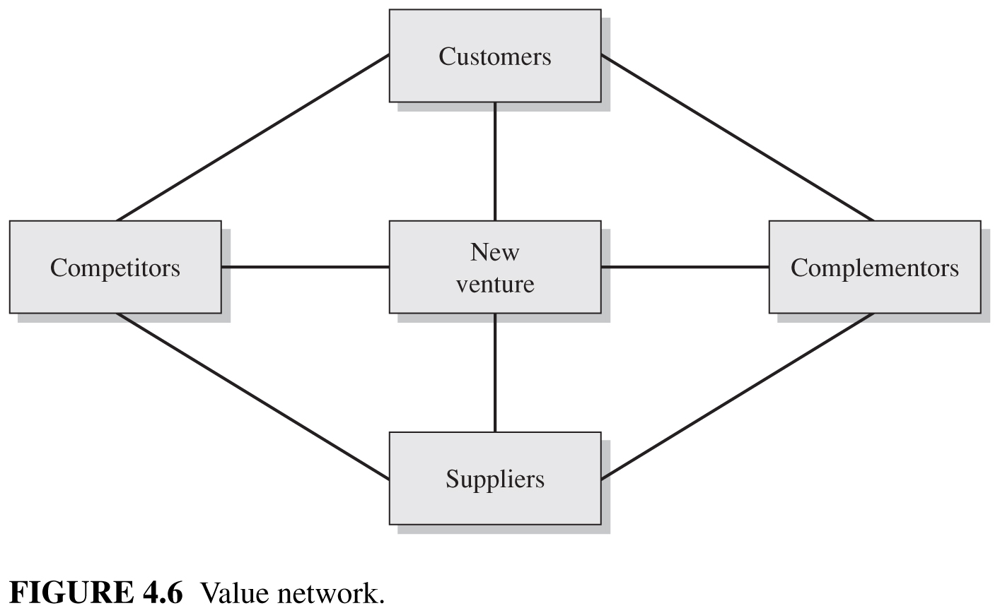 Customers
Competitors
New
venture
Complementors
Suppliers
FIGURE 4.6 Value network.